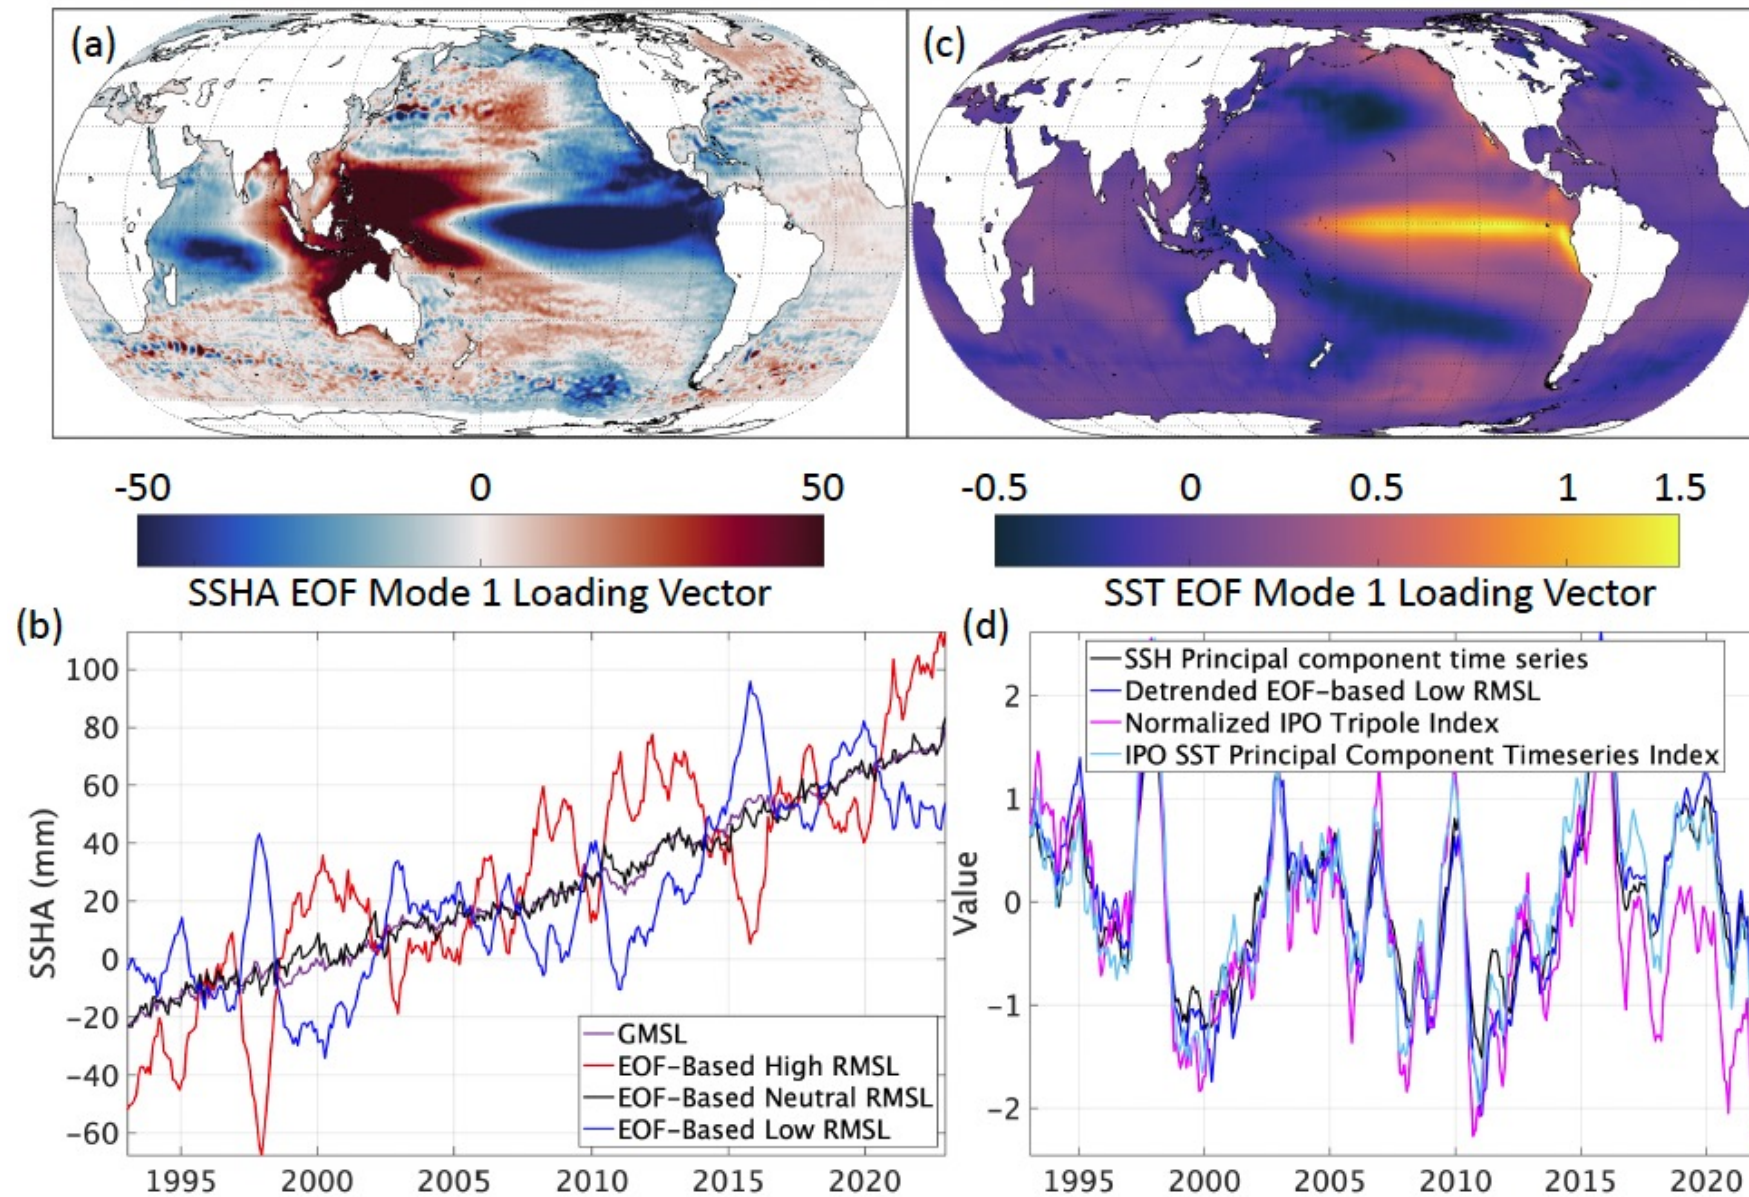 (a)
(c)
-50 0 50
SSHA EOF Mode 1 Loading Vector
-0.5 0 0.5 1 1.5
SST EOF Mode 1 Loading Vector
(b)
SSHA (mm)
100
80
60
40
20
0
−20
−40
−60
GMSL
EOF−Based High RMSL
EOF−Based Neutral RMSL
EOF−Based Low RMSL
1995 2000 2005 2010 2015 2020
(d)
Value
2
1
0
−1
−2
SSH Principal component time series
Detrended EOF−based Low RMSL
Normalized IPO Tripole Index
IPO SST Principal Component Timeseries Index
1995 2000 2005 2010 2015 2020